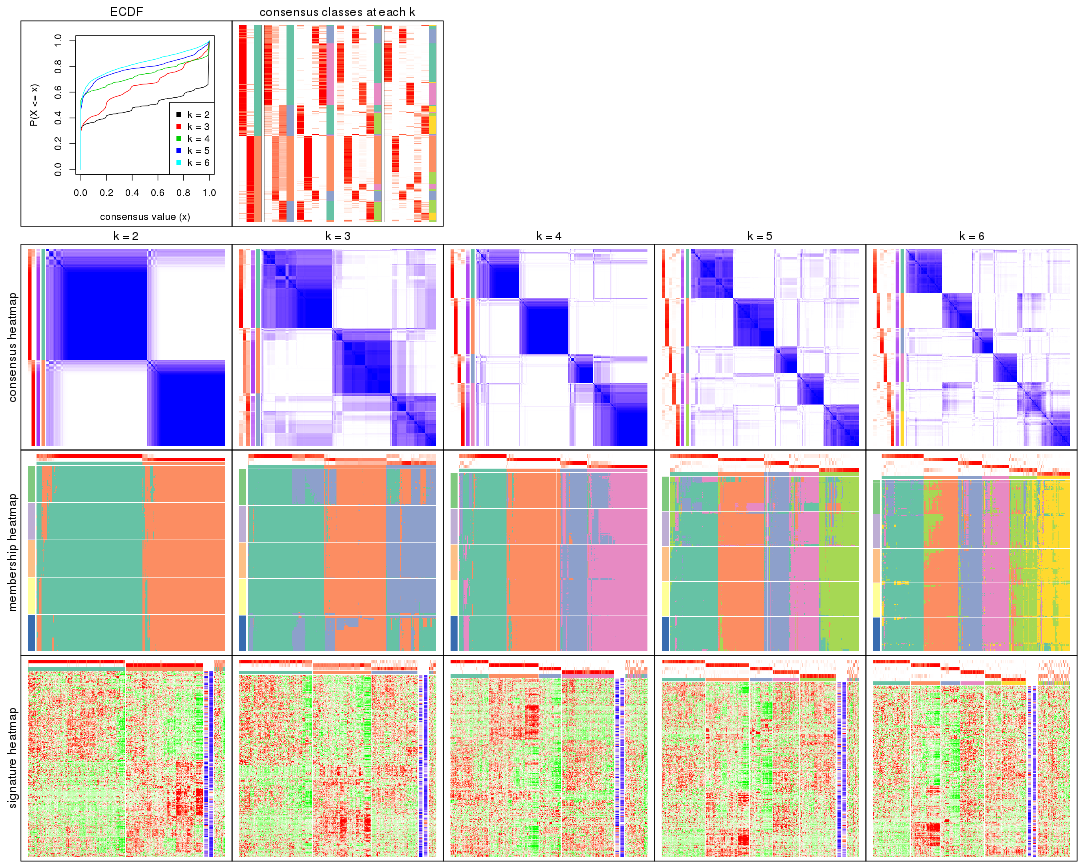 ECDF
consensus classes at each k
P(X <= x)
0.0 0.2 0.4 0.6 0.8 1.0
k = 2
k = 3
k = 4
k = 5
k = 6
0.0 0.2 0.4 0.6 0.8 1.0
consensus value (x)
k = 2 k = 3 k = 4 k = 5 k = 6
consensus heatmap
membership heatmap
signature heatmap